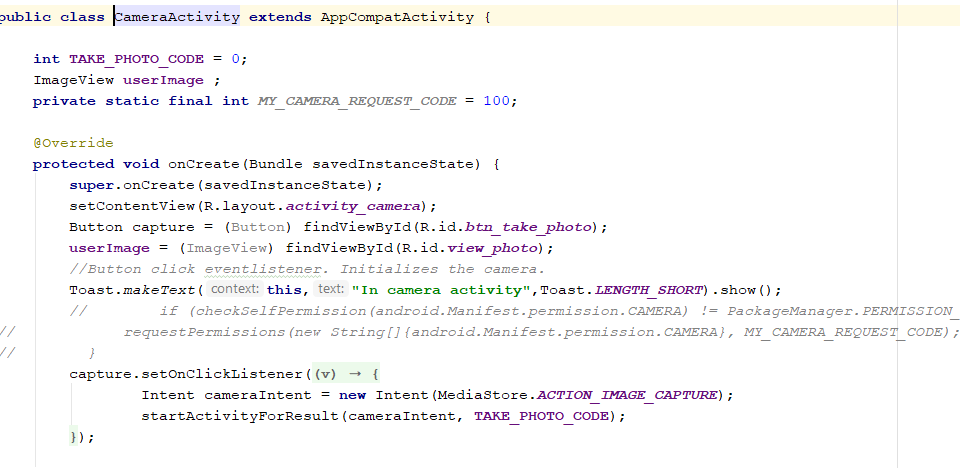 public class CameraActivity extends AppCompatActivity {
int TAKE_PHOTO_CODE = 0;
ImageView userImage ;
private static final int MY_CAMERA_REQUEST_CODE = 100;
@Override
protected void onCreate(Bundle savedInstanceState) {
super.onCreate(savedInstanceState);
setContentView(R.layout.activity_camera);
Button capture = (Button) findViewById(R.id.btn_take_photo);
userImage = (ImageView) findViewById(R.id.view_photo);
//Button click eventlistener. Initializes the camera.
Toast.makeText( context: this, text: "In camera activity",Toast.LENGTH_SHORT).show();
// if (checkSelfPermission(android.Manifest.permission.CAMERA) != PackageManager.PERMISSION_
// requestPermissions(new String[]{android.Manifest.permission.CAMERA}, MY_CAMERA_REQUEST_CODE);
// }
capture.setOnClickListener((v) → {
Intent cameraIntent = new Intent(MediaStore.ACTION_IMAGE_CAPTURE);
startActivityForResult(cameraIntent, TAKE_PHOTO_CODE);
});